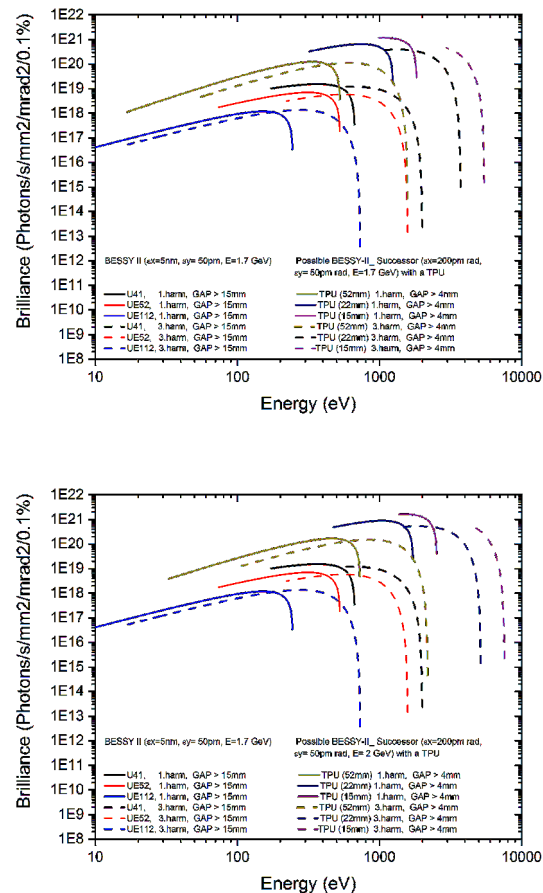 1E22
1E21
1E20
1E19
1E18
1E17
1E16
1E15
1E14
1E13
1E12
1E11
1E10
1E9
1E8
Brilliance (Photons/s/mm2/mrad2/0.1%)
BESSY II (εx=5nm, εy= 50pm, E=1.7 GeV)
U41, 1.harm, GAP > 15mm
UE52, 1.harm, GAP > 15mm
UE112, 1.harm, GAP > 15mm
U41, 3.harm, GAP > 15mm
UE52, 3.harm, GAP > 15mm
UE112, 3.harm, GAP > 15mm
Possible BESSY-II_ Successor (εx=200pm rad,
εy= 50pm rad, E=1.7 GeV) with a TPU
TPU (52mm) 1.harm, GAP > 4mm
TPU (22mm) 1.harm, GAP > 4mm
TPU (15mm) 1.harm, GAP > 4mm
TPU (52mm) 3.harm, GAP > 4mm
TPU (22mm) 3.harm, GAP > 4mm
TPU (15mm) 3.harm, GAP > 4mm
10 100 1000 10000
Energy (eV)
1E22
1E21
1E20
1E19
1E18
1E17
1E16
1E15
1E14
1E13
1E12
1E11
1E10
1E9
1E8
Brilliance (Photons/s/mm2/mrad2/0.1%)
BESSY II (εx=5nm, εy= 50pm, E=1.7 GeV)
U41, 1.harm, GAP > 15mm
UE52, 1.harm, GAP > 15mm
UE112, 1.harm, GAP > 15mm
U41, 3.harm, GAP > 15mm
UE52, 3.harm, GAP > 15mm
UE112, 3.harm, GAP > 15mm
Possible BESSY-II_ Successor (εx=200pm rad,
εy= 50pm rad, E= 2 GeV) with a TPU
TPU (52mm) 1.harm, GAP > 4mm
TPU (22mm) 1.harm, GAP > 4mm
TPU (15mm) 1.harm, GAP > 4mm
TPU (52mm) 3.harm, GAP > 4mm
TPU (22mm) 3.harm, GAP > 4mm
TPU (15mm) 3.harm, GAP > 4mm
10 100 1000 10000
Energy (eV)